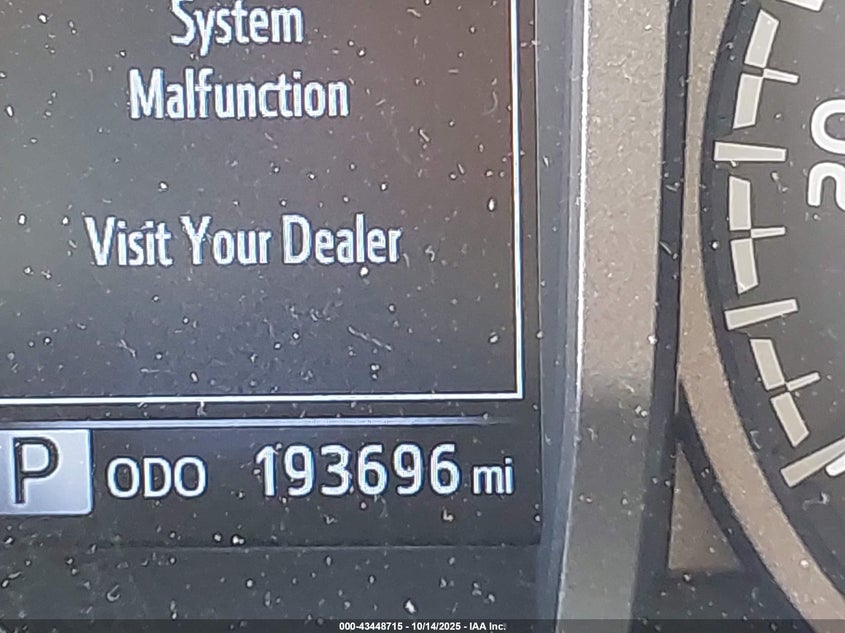 System
Malfunction
Visit Your Dealer
20
P ODO 193696 mi
000-43448715 - 10/14/2025 - IAA Inc.